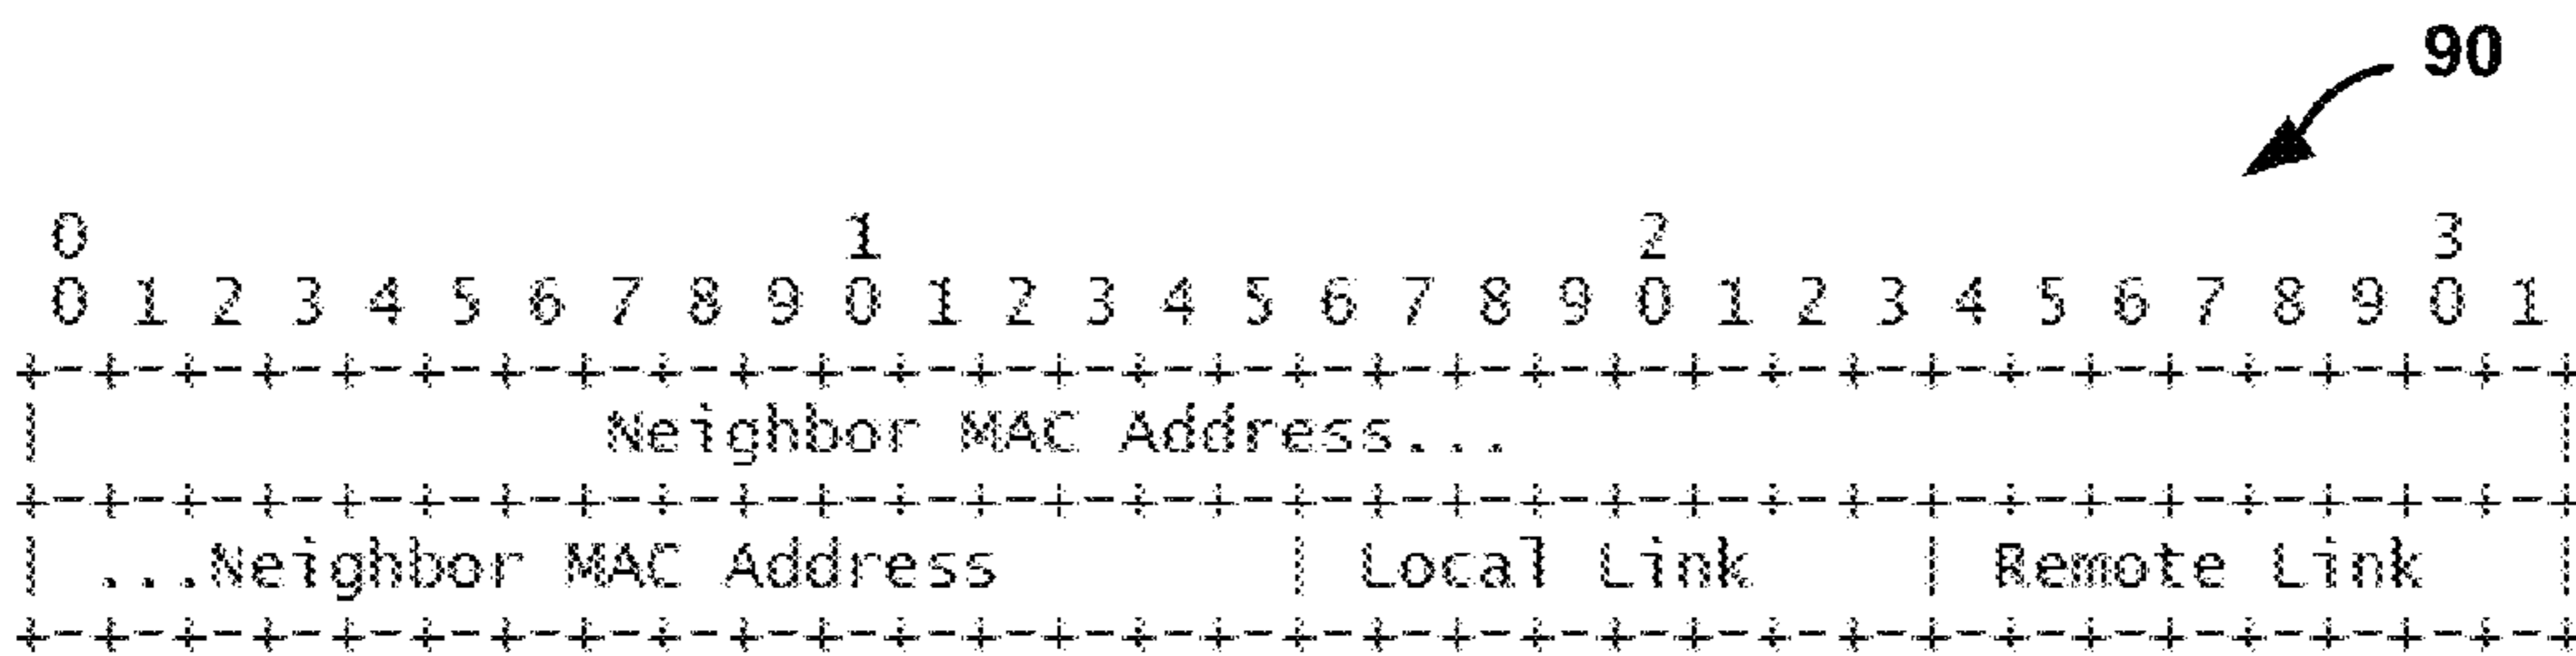 90
0                   1                   2                   3
0 1 2 3 4 5 6 7 8 9 0 1 2 3 4 5 6 7 8 9 0 1 2 3 4 5 6 7 8 9 0 1
+-+-+-+-+-+-+-+-+-+-+-+-+-+-+-+-+-+-+-+-+-+-+-+-+-+-+-+-+-+-+-+-+
|              Neighbor MAC Address...                          |
+-+-+-+-+-+-+-+-+-+-+-+-+-+-+-+-+-+-+-+-+-+-+-+-+-+-+-+-+-+-+-+-+
| ...Neighbor MAC Address       | Local Link    | Remote Link   |
+-+-+-+-+-+-+-+-+-+-+-+-+-+-+-+-+-+-+-+-+-+-+-+-+-+-+-+-+-+-+-+-+